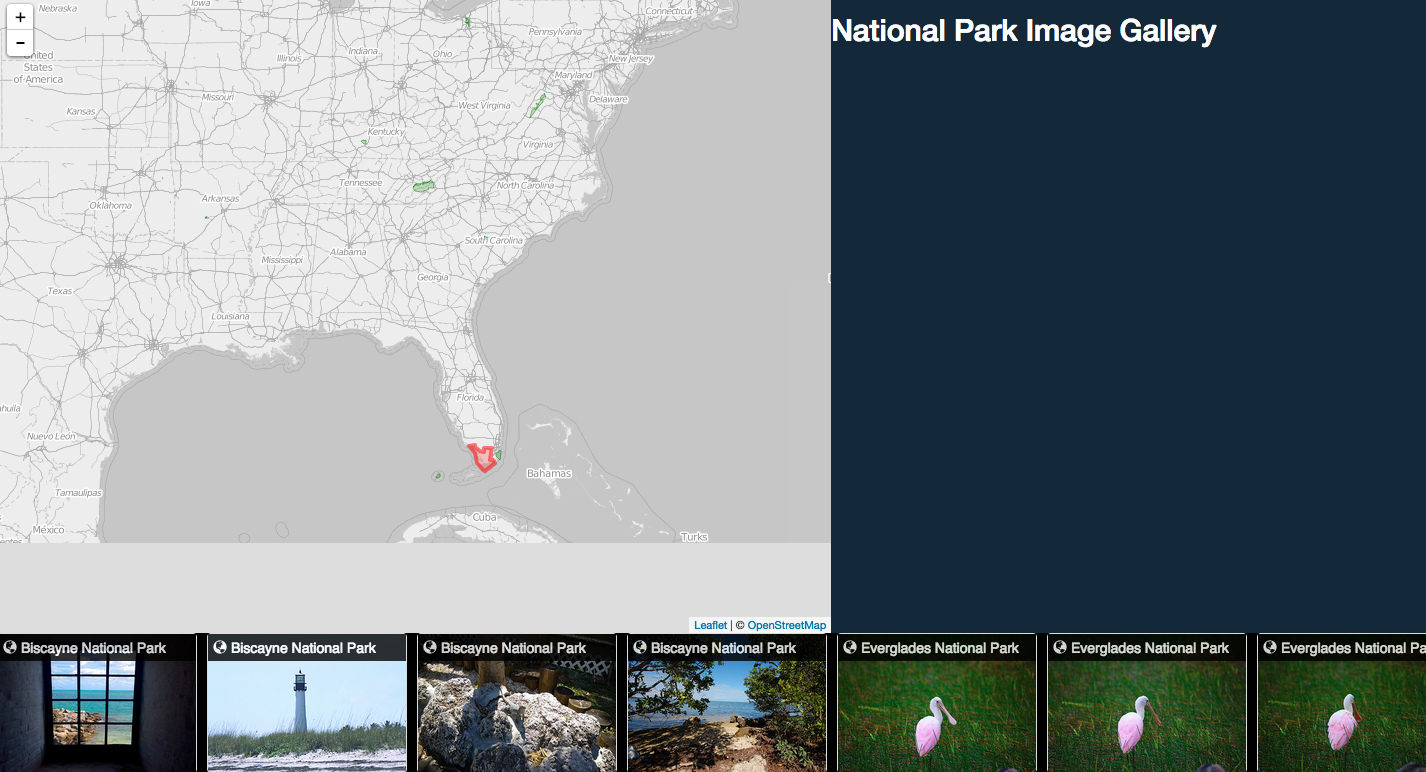 +
-
National Park Image Gallery
Nebraska
Iowa
Connecticut
Pennsylvania
United
States
of America
Illinois
Indiana
Ohio
New Jersey
Maryland
Kansas
Missouri
West Virginia
Delaware
Kentucky
Virginia
Tennessee
North Carolina
Oklahoma
Arkansas
South Carolina
Mississippi
Alabama
Georgia
Texas
Louisiana
Florida
Nuevo León
Bahamas
Tamaulipas
México
Cuba
Turks
Leaflet | © OpenStreetMap
Biscayne National Park
Biscayne National Park
Biscayne National Park
Biscayne National Park
Everglades National Park
Everglades National Park
Everglades National Pa